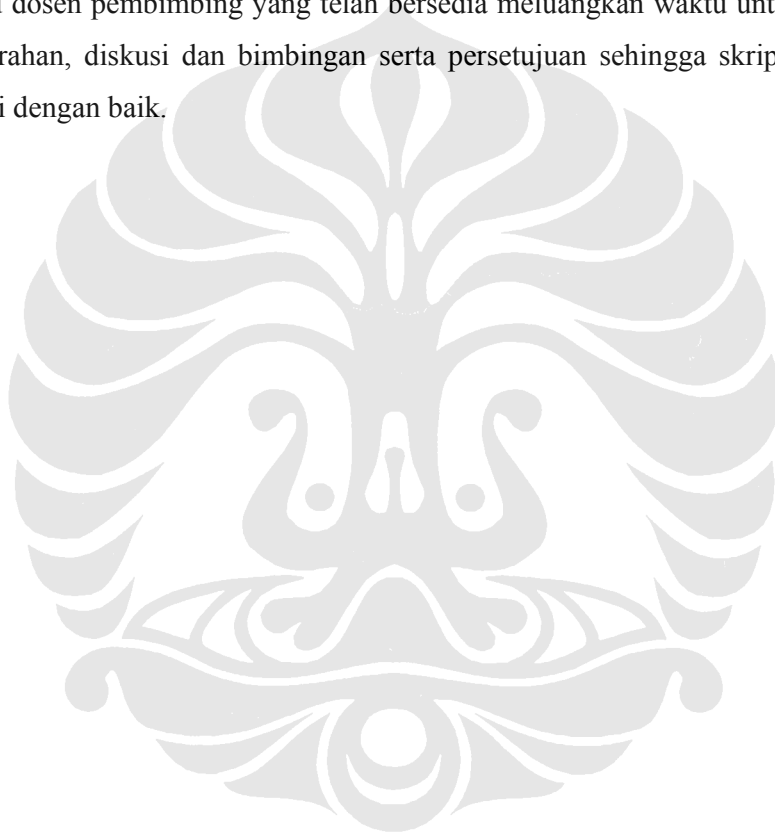 dosen pembimbing yang telah bersedia meluangkan waktu unt
rahan, diskusi dan bimbingan serta persetujuan sehingga skrip
i dengan baik.